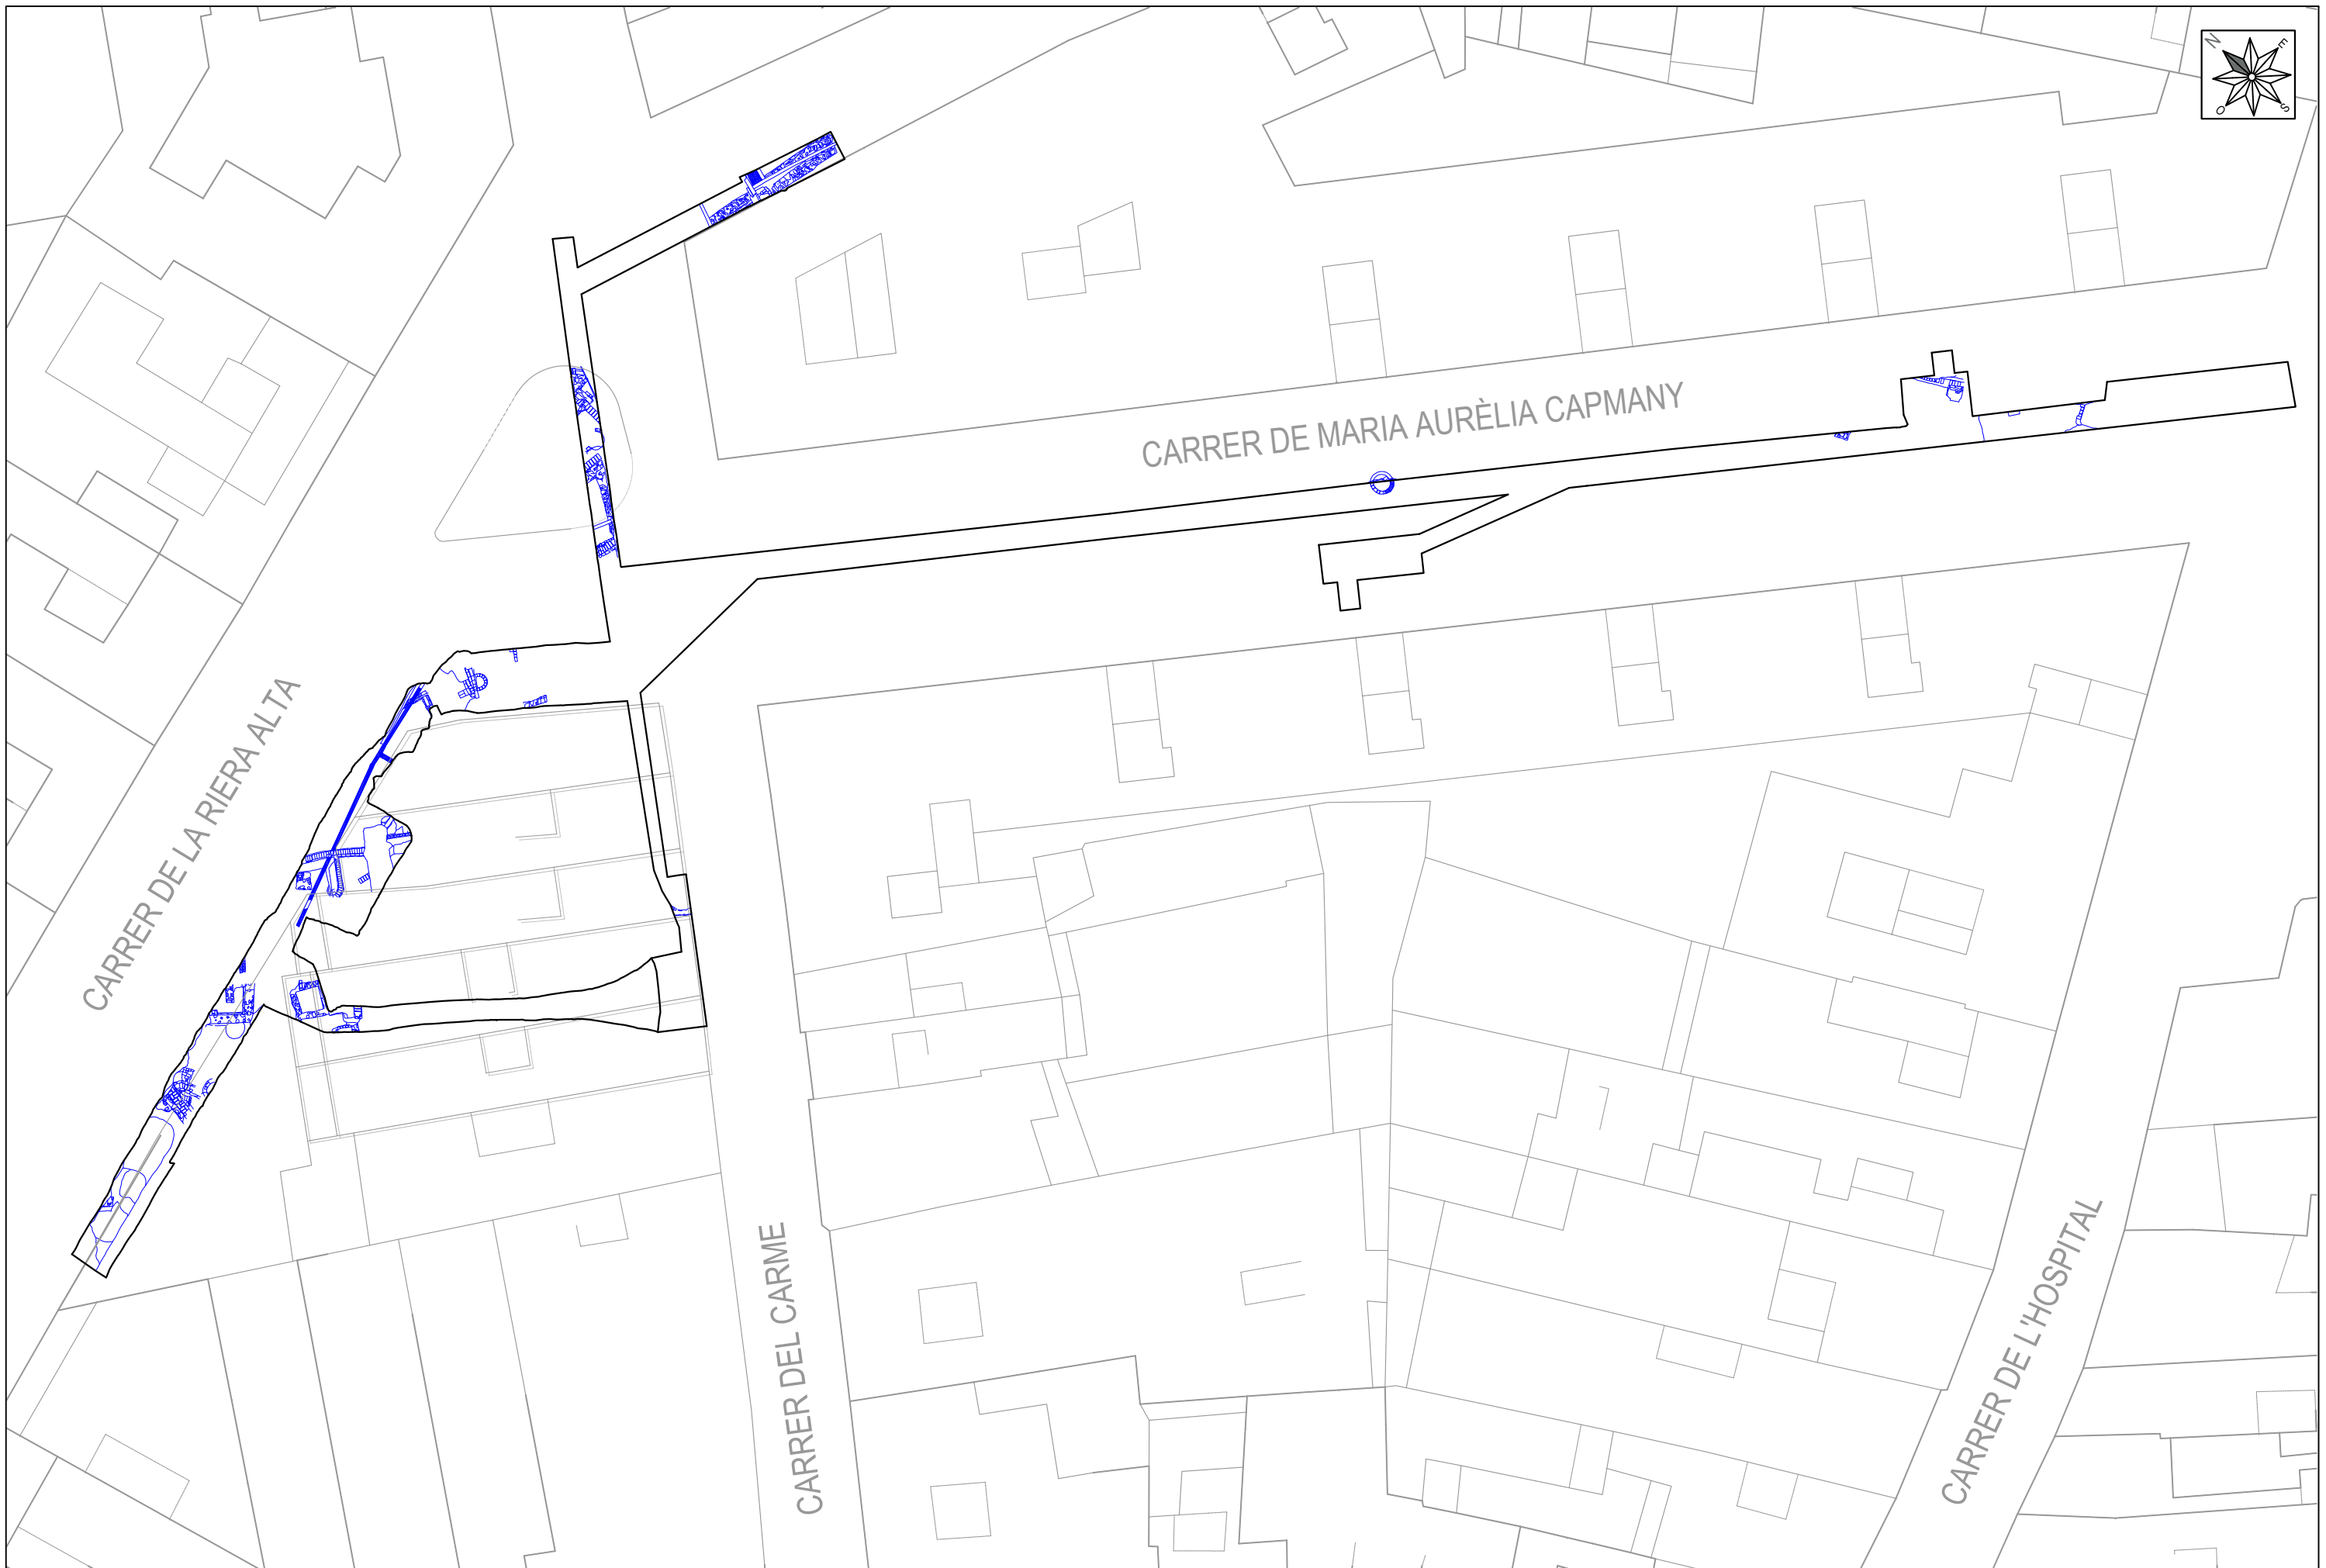 N
E
O
S
CARRER DE MARIA AURÈLIA CAPMANY
CARRER DE LA RIERA ALTA
CARRER DEL CARME
CARRER DE L'HOSPITAL